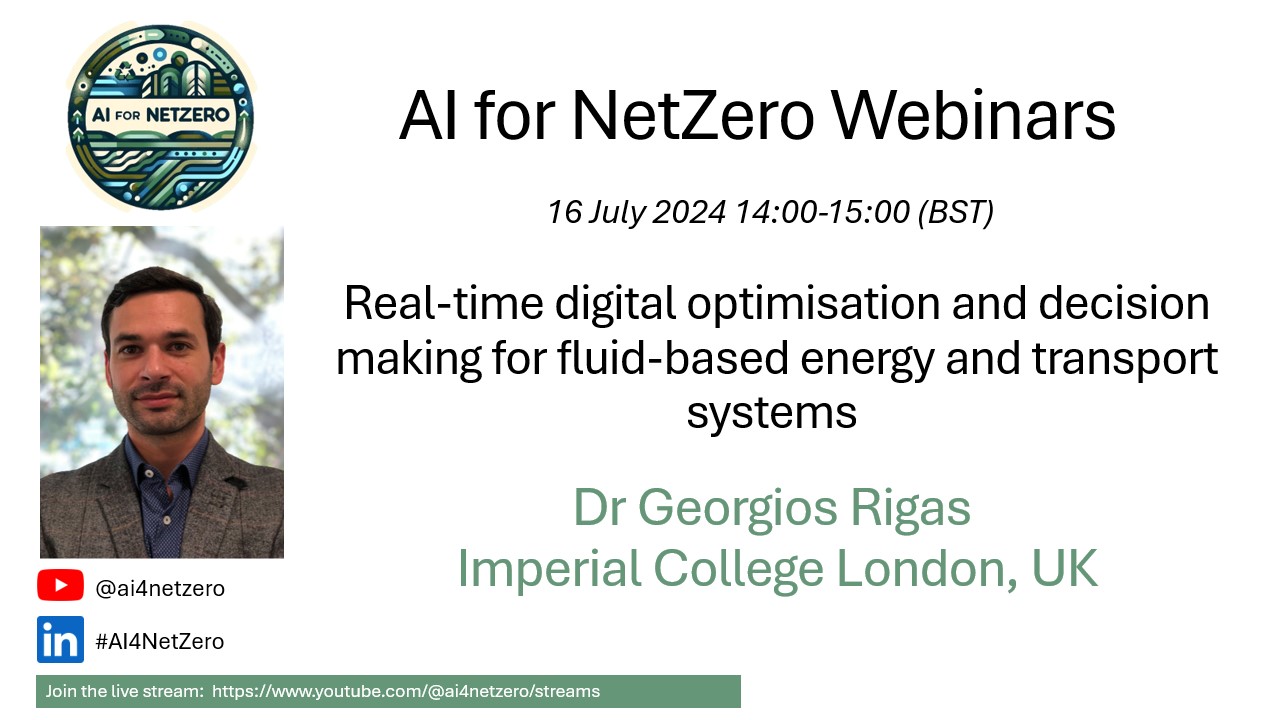 AI FOR NETZERO
AI for NetZero Webinars
16 July 2024 14:00-15:00 (BST)
Real-time digital optimisation and decision
making for fluid-based energy and transport
systems
Dr Georgios Rigas
Imperial College London, UK
@ai4netzero
in
#AI4NetZero
Join the live stream: https://www.youtube.com/@ai4netzero/streams